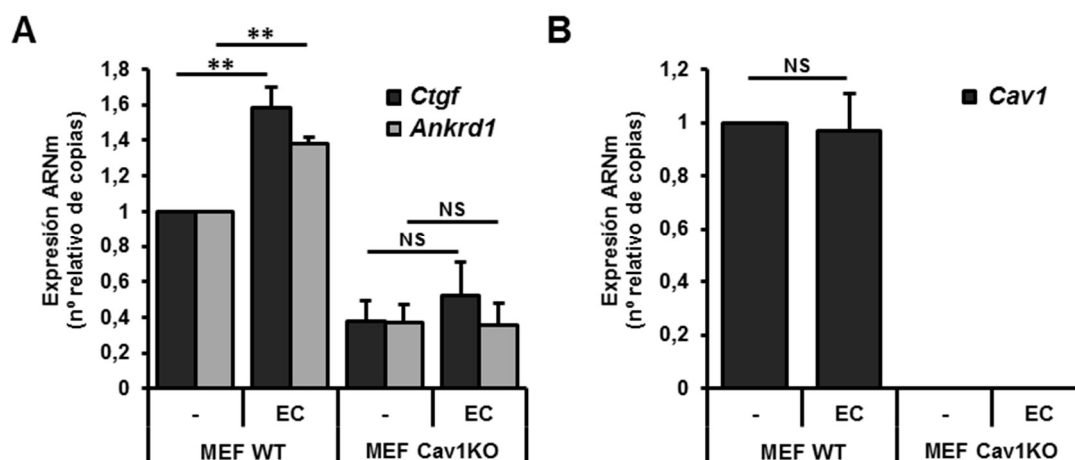 A
Expresión ARNm
(nº relativo de copias)
1,8
1,6
1,4
1,2
1
0,8
0,6
0,4
0,2
0
**
**
NS
NS
Ctgf
Ankrd1
- EC - EC
MEF WT MEF Cav1KO
B
Expresión ARNm
(nº relativo de copias)
1,2
1
0,8
0,6
0,4
0,2
0
NS
Cav1
- EC - EC
MEF WT MEF Cav1KO